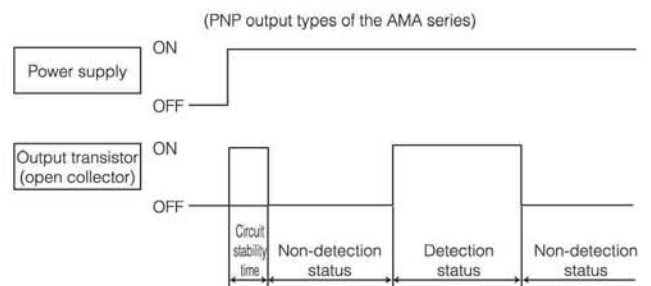 (PNP output types of the AMA series)
Power supply
ON
OFF
Output transistor
(open collector)
ON
OFF
Circuit
stability
time
Non-detection
status
Detection
status
Non-detection
status